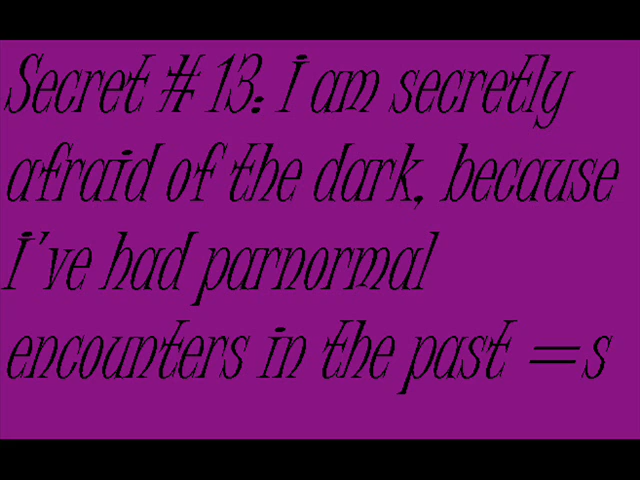 Secret # 13: I am secretly
afraid of the dark, because
I've had parnormal
encounters in the past =s